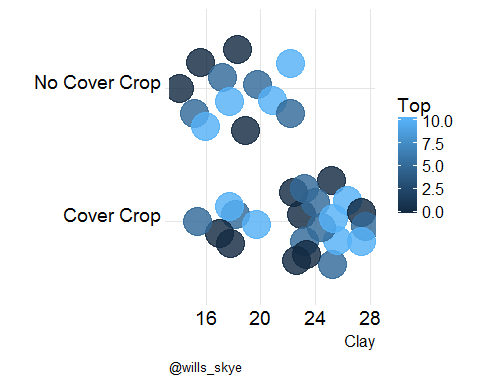 No Cover Crop
Cover Crop
Top
10.0
7.5
5.0
2.5
0.0
16 20 24 28
Clay
@wills_skye